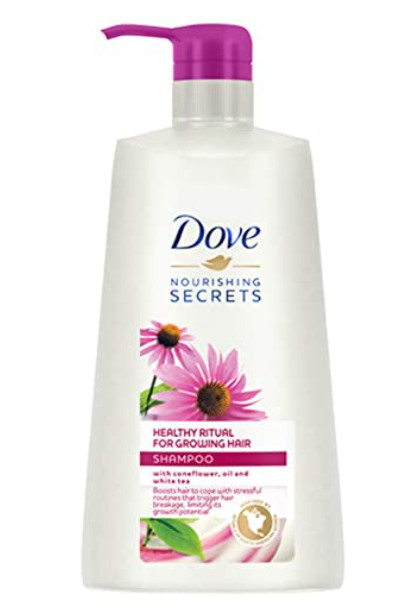 Dove
NOURISHING
SECRETS
HEALTHY RITUAL
FOR GROWING HAIR
SHAMPOO
with coneflower, oil and
white tea
Boosts hair to cope with stressful
routines that trigger hair
breakage, limiting its
growth potential